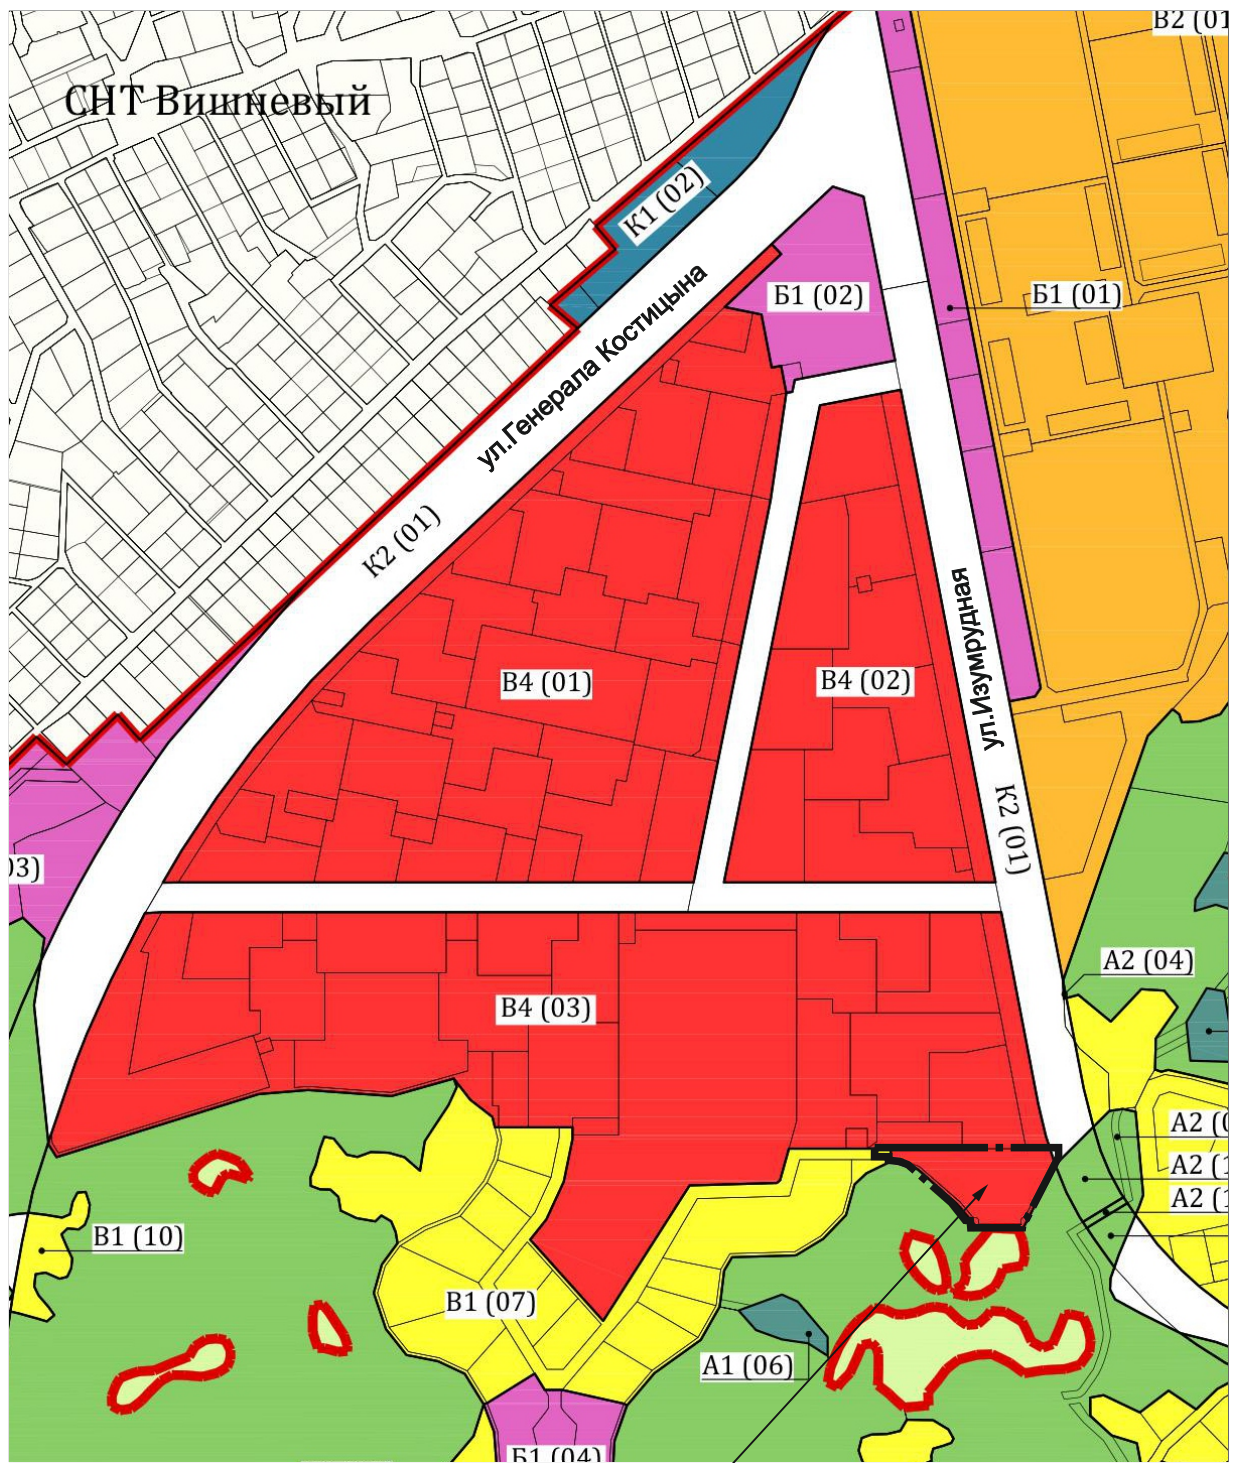 В2 (01
СНТ Вишневый
К1 (02)
Б1 (02)
Б1 (01)
ул.Генерала Костицына
К2 (01)
ул.Изумрудная
В4 (01)
В4 (02)
К2 (01)
03)
А2 (04)
В4 (03)
А2 (0
А2 (1
А2 (1
В1 (10)
В1 (07)
А1 (06)
Б1 (04)